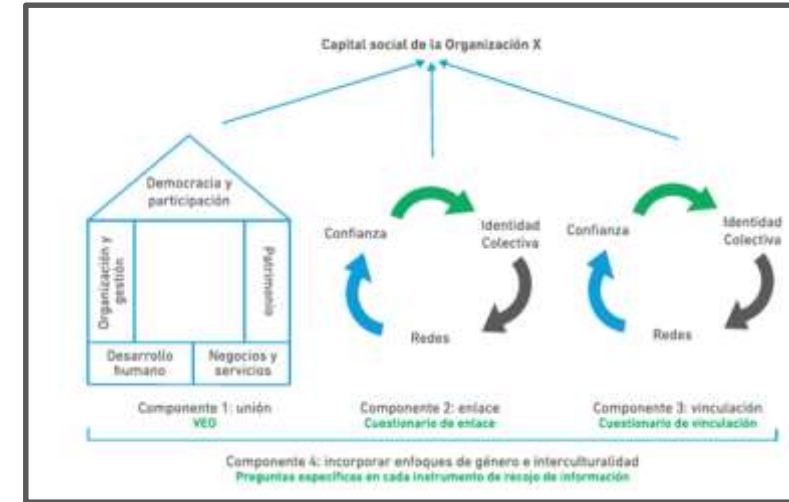 Capital social de la Organización X
Democracia y
participación
Organización y
gestión
Patrimonio
Desarrollo
humano
Negocios y
servicios
Confianza
Identidad
Colectiva
Redes
Confianza
Identidad
Colectiva
Redes
Componente 1: unión
VEO
Componente 2: enlace
Cuestionario de enlace
Componente 3: vinculación
Cuestionario de vinculación
Componente 4: incorporar enfoques de género e interculturalidad
Preguntas específicas en cada instrumento de recojo de información